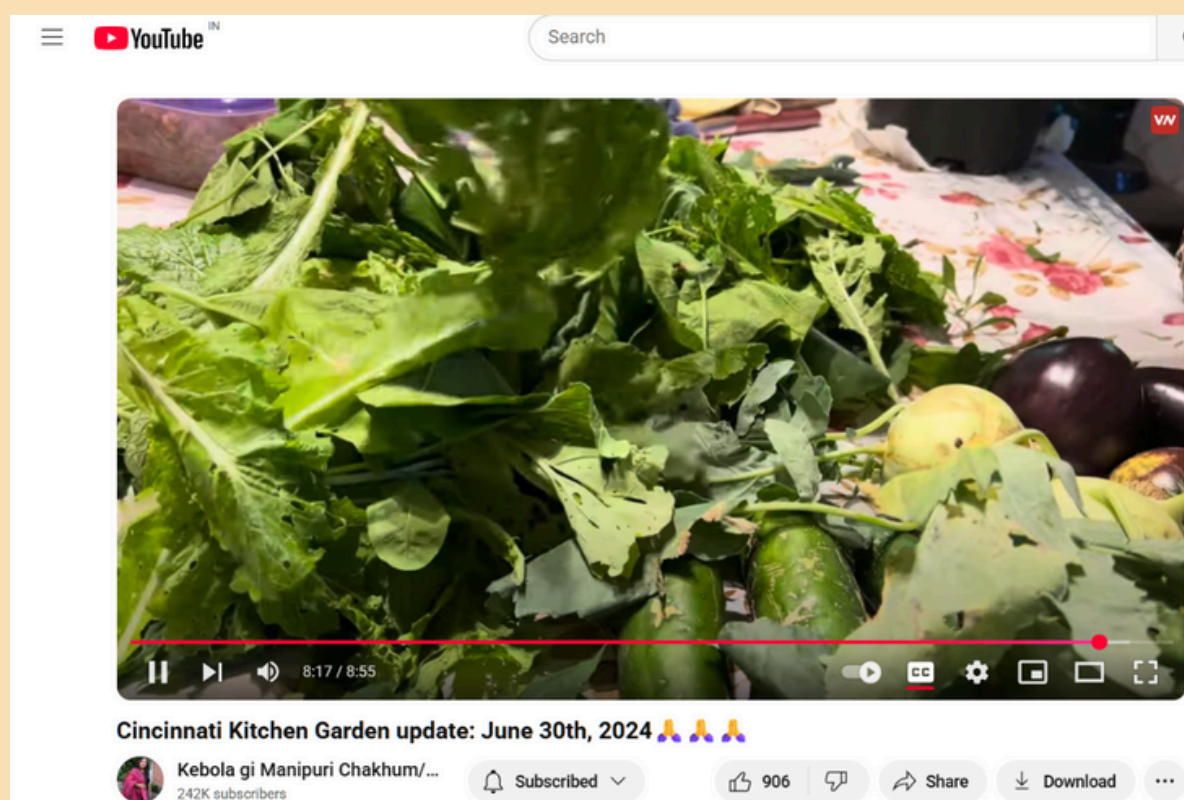 YouTube IN
Search
VN
8:17 / 8:55
CC
Cincinnati Kitchen Garden update: June 30th, 2024🙏🙏🙏
Kebola gi Manipuri Chakhum/...
Subscribed
906
Share
Download
242K subscribers